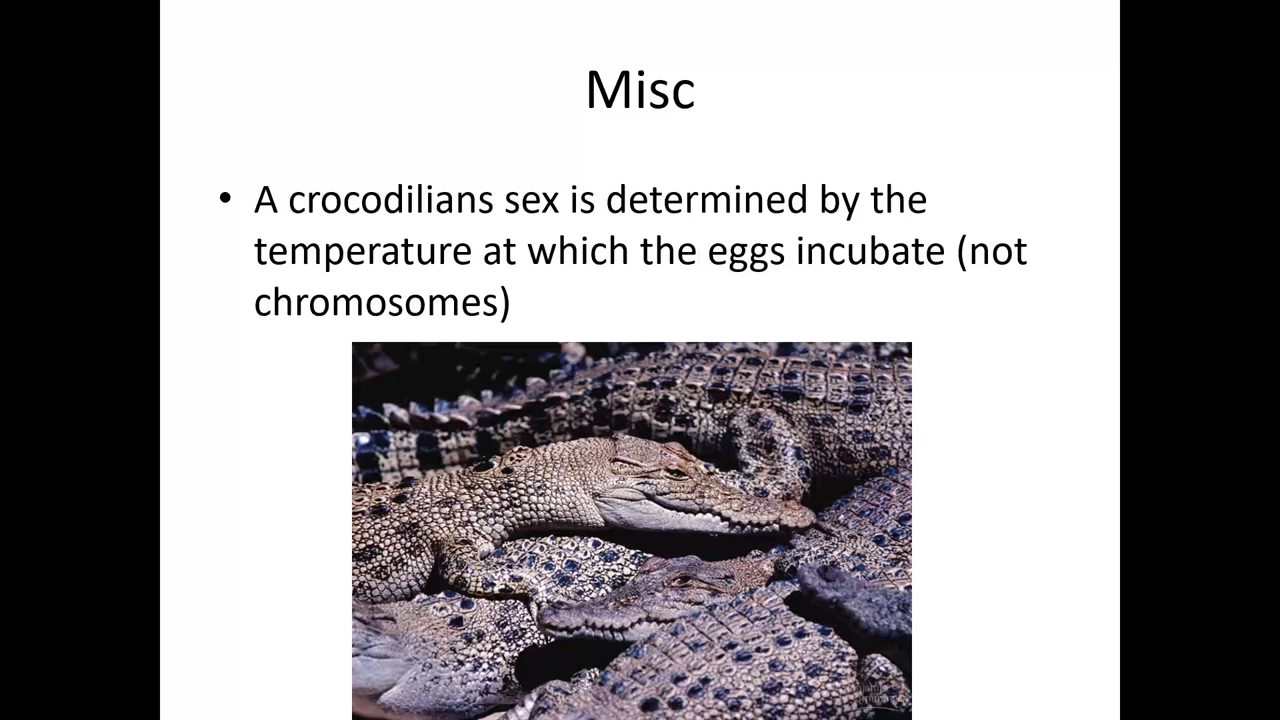 Misc
• A crocodilians sex is determined by the
temperature at which the eggs incubate (not
chromosomes)